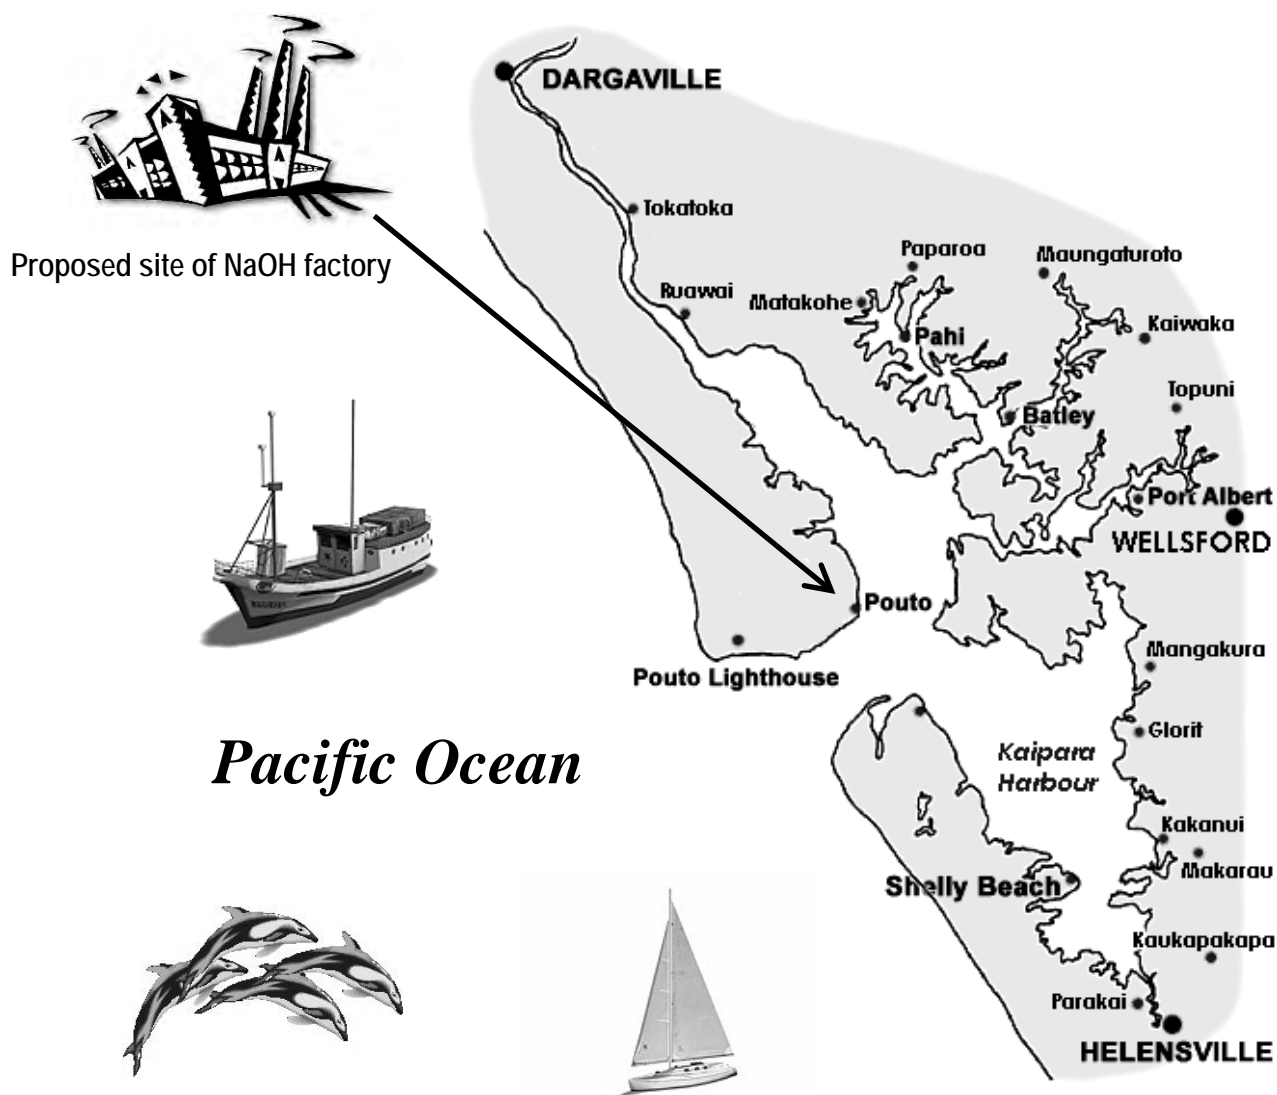 DARGAVILLE
Tokatoka
Proposed site of NaOH factory
Paparoa
Maungaturoto
Ruawai
Matakohe
Kaiwaka
Pahi
Topuni
Batley
Port Albert
WELLSFORD
Pouto
Mangakura
Pouto Lighthouse
Glorit
Pacific Ocean
Kaipara
Harbour
Kakanui
Makarau
Shelly Beach
Kaukapakapa
Parakai
HELENSVILLE